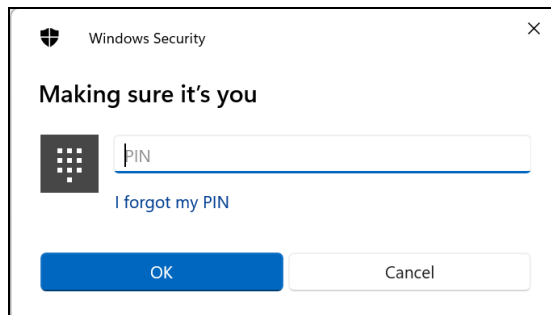 Windows Security
Making sure it's you
PIN
I forgot my PIN
OK
Cancel